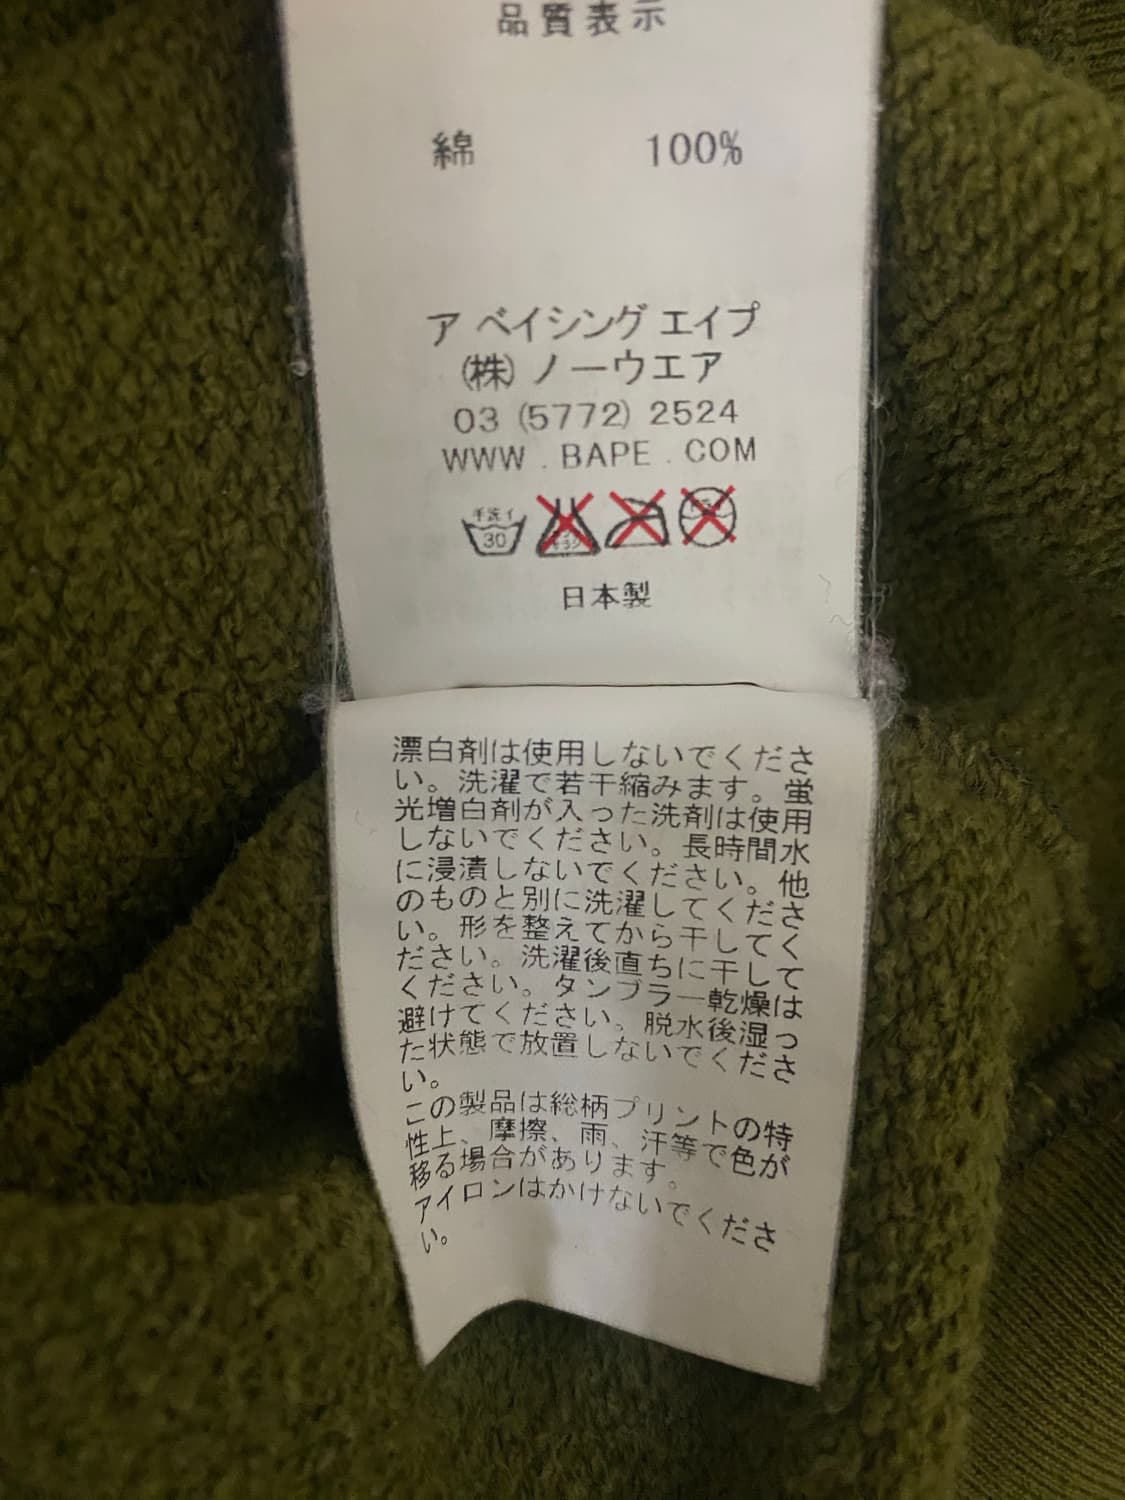 品質表示
綿 100%
ア ベイシング エイプ
(株) ノーウエア
03 (5772) 2524
WWW . BAPE . COM
手洗イ
30
日本製
漂白剤は使用しないでくださ
い。洗濯で若干縮みます。蛍
光増白剤が入った洗剤は使用
しないでください。長時間水
に浸漬しないでください。他
のものと別に洗濯してくださ
い。形を整えてから干してく
ださい。洗濯後直ちに干して
ください。タンブラー乾燥は
避けてください。脱水後湿っ
た状態で放置しないでくださ
い。
この製品は総柄プリントの特
性上、摩擦、雨、汗等で色が
移る場合があります。
アイロンはかけないでくださ
い。